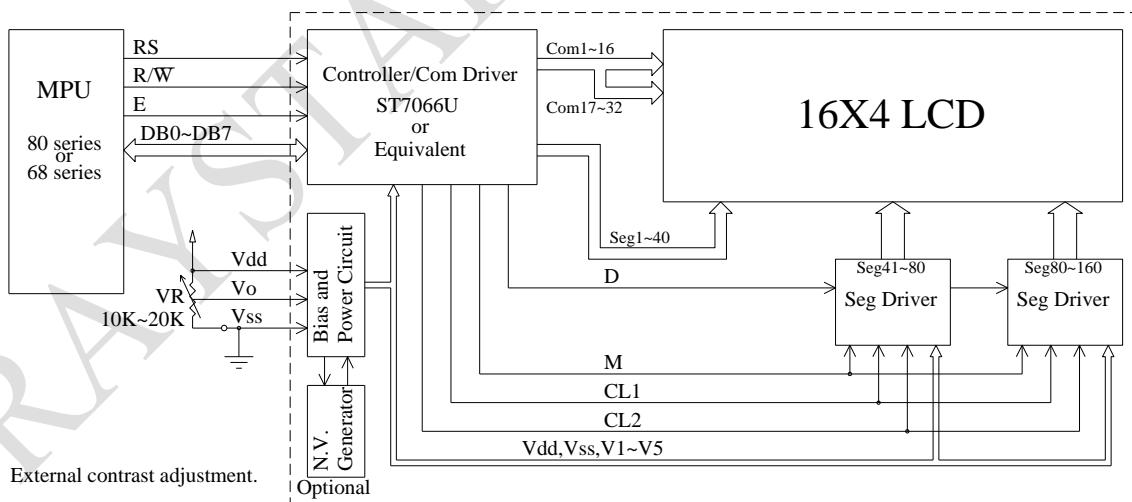 MPU
80 series
or
68 series
RS
R/W̅
E
DB0~DB7
Controller/Com Driver
ST7066U
or
Equivalent
Com1~16
Com17~32
16X4 LCD
Seg1~40
D
Seg41~80
Seg Driver
Seg80~160
Seg Driver
Vdd
Vo
Vss
VR
10K~20K
Bias and
Power Circuit
N.V.
Generator
Optional
M
CL1
CL2
Vdd,Vss,V1~V5
External contrast adjustment.
RAYSTA